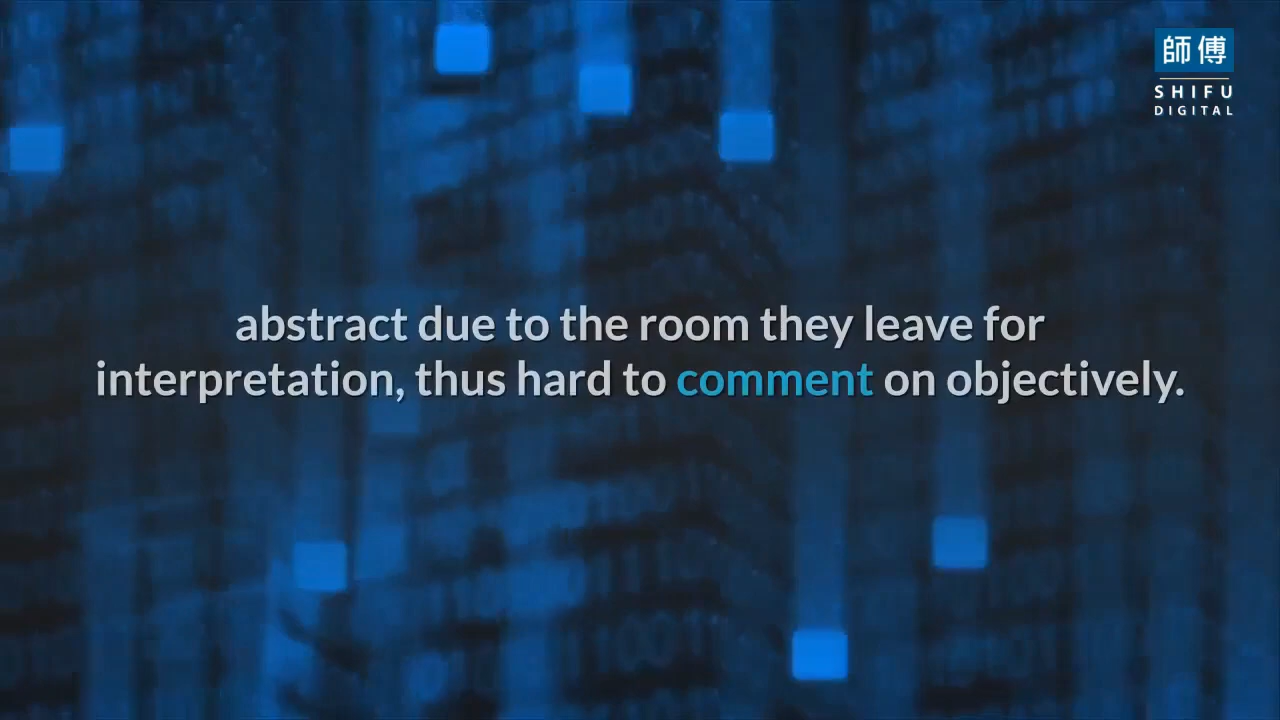 師傅
SHIFU
DIGITAL
abstract due to the room they leave for
interpretation, thus hard to comment on objectively.